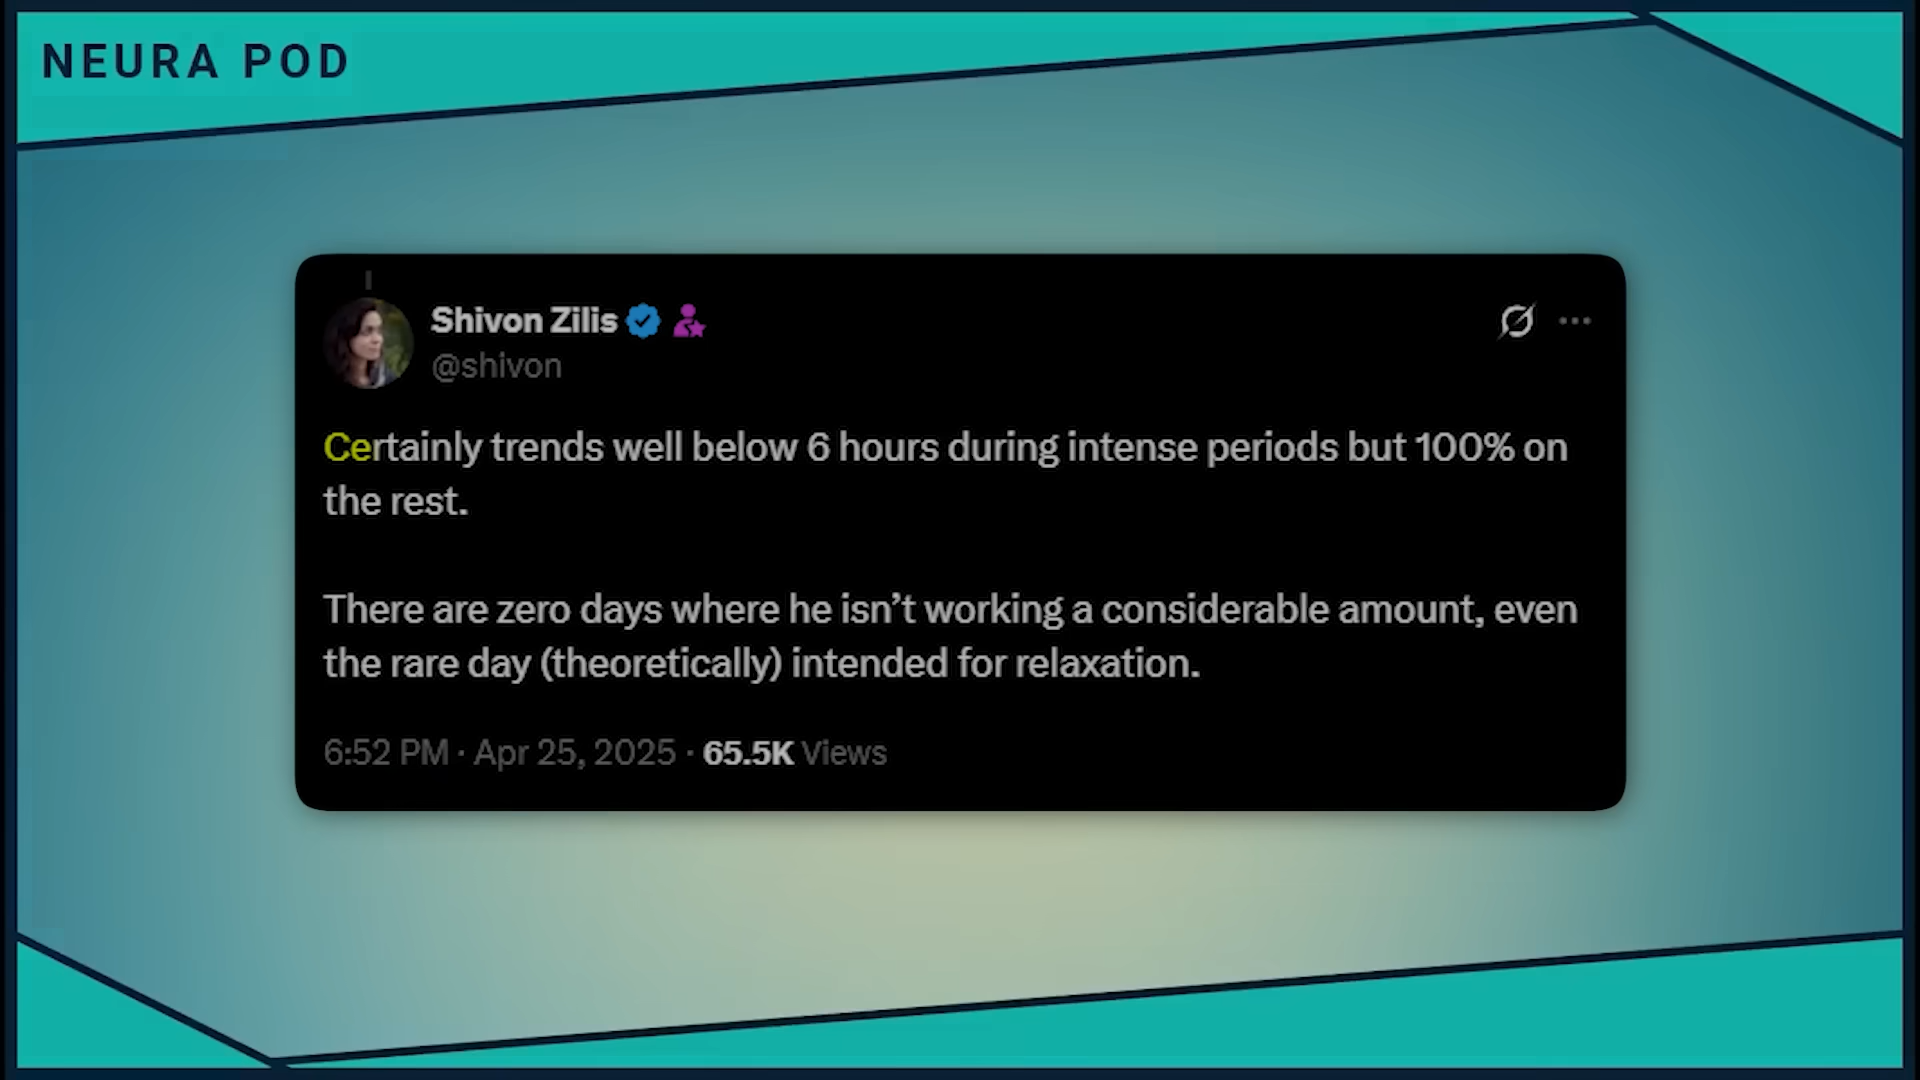 NEURA POD
Shivon Zilis
@shivon
Certainly trends well below 6 hours during intense periods but 100% on
the rest.
There are zero days where he isn’t working a considerable amount, even
the rare day (theoretically) intended for relaxation.
6:52 PM · Apr 25, 2025 · 65.5K Views